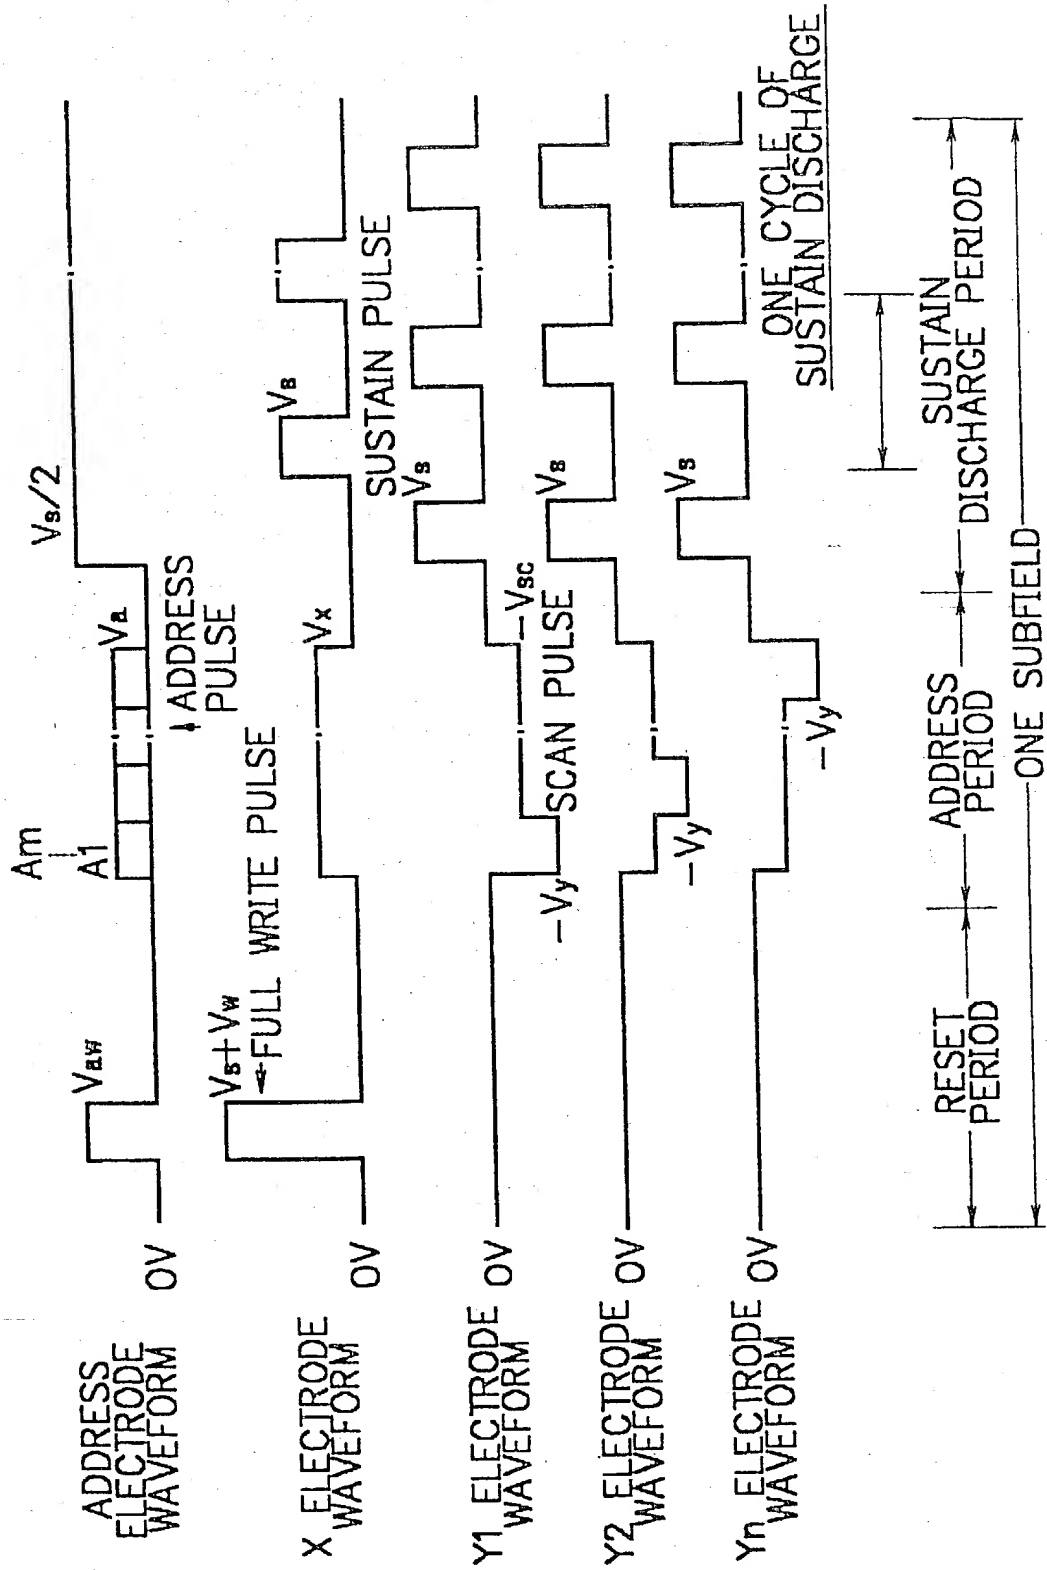 ADDRESS
ELECTRODE
WAVEFORM
0V
Vaw
Am
A1
Va
ADDRESS
PULSE
Vs/2
X ELECTRODE
WAVEFORM
0V
Vs+Vw
FULL WRITE PULSE
Vx
Vs
SUSTAIN PULSE
Y1 ELECTRODE
WAVEFORM
0V
-Vy
SCAN PULSE
-Vsc
Vs
Y2 ELECTRODE
WAVEFORM
0V
-Vy
Vs
Yn ELECTRODE
WAVEFORM
0V
-Vy
Vs
ONE CYCLE OF
SUSTAIN DISCHARGE
RESET
PERIOD
ADDRESS
PERIOD
SUSTAIN
DISCHARGE PERIOD
ONE SUBFIELD